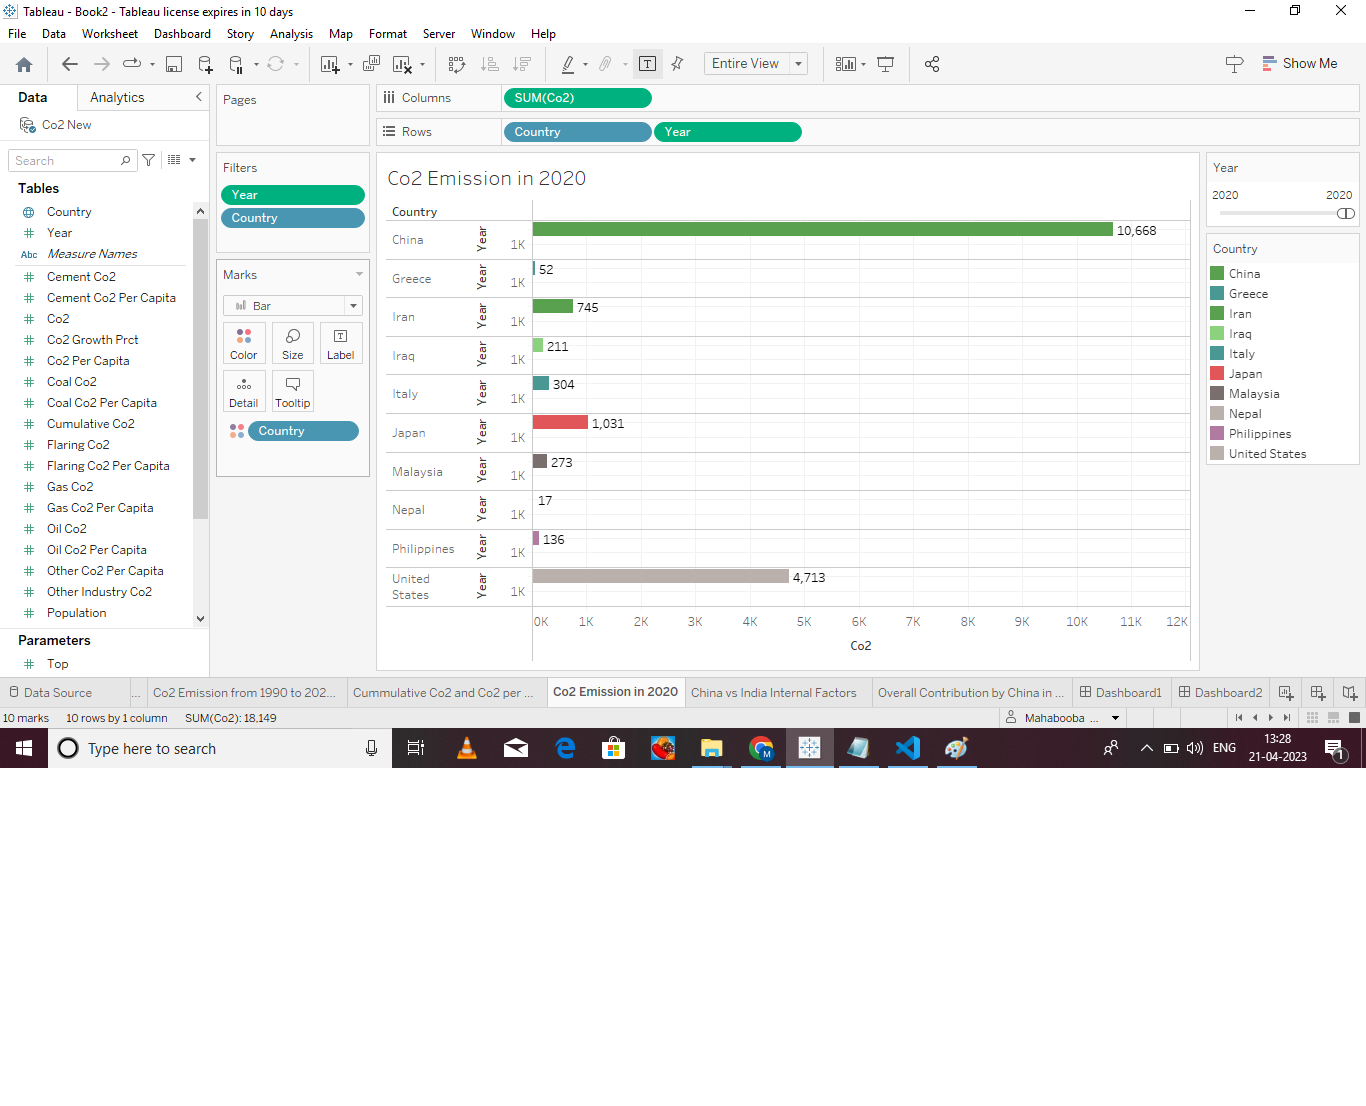 Tableau - Book2 - Tableau license expires in 10 days
File Data Worksheet Dashboard Story Analysis Map Format Server Window Help
Entire View
Show Me
Data Analytics
Co2 New
Search
Tables
Country
Year
Abc Measure Names
Cement Co2
Cement Co2 Per Capita
Co2
Co2 Growth Prct
Co2 Per Capita
Coal Co2
Coal Co2 Per Capita
Cumulative Co2
Flaring Co2
Flaring Co2 Per Capita
Gas Co2
Gas Co2 Per Capita
Oil Co2
Oil Co2 Per Capita
Other Co2 Per Capita
Other Industry Co2
Population
Parameters
Top
Pages
Filters
Year
Country
Marks
Bar
Color Size Label
Detail Tooltip
Country
Columns SUM(Co2)
Rows Country Year
Co2 Emission in 2020
Country
China Year 1K 10,668
Greece Year 1K 52
Iran Year 1K 745
Iraq Year 1K 211
Italy Year 1K 304
Japan Year 1K 1,031
Malaysia Year 1K 273
Nepal Year 1K 17
Philippines Year 1K 136
United
States Year 1K 4,713
0K 1K 2K 3K 4K 5K 6K 7K 8K 9K 10K 11K 12K
Co2
Year
2020 2020
Country
China
Greece
Iran
Iraq
Italy
Japan
Malaysia
Nepal
Philippines
United States
Data Source ... Co2 Emission from 1990 to 202... Cummulative Co2 and Co2 per ... Co2 Emission in 2020 China vs India Internal Factors Overall Contribution by China in ... Dashboard1 Dashboard2
10 marks 10 rows by 1 column SUM(Co2): 18,149 Mahabooba ...
Type here to search M ENG 13:28
21-04-2023 1